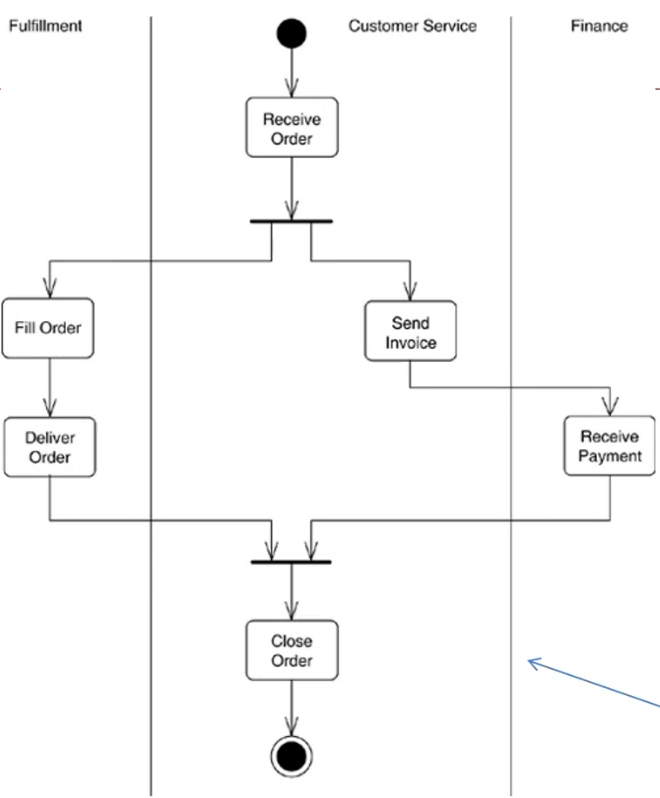 Fulfillment
Customer Service
Finance
Receive
Order
Fill Order
Send
Invoice
Deliver
Order
Receive
Payment
Close
Order